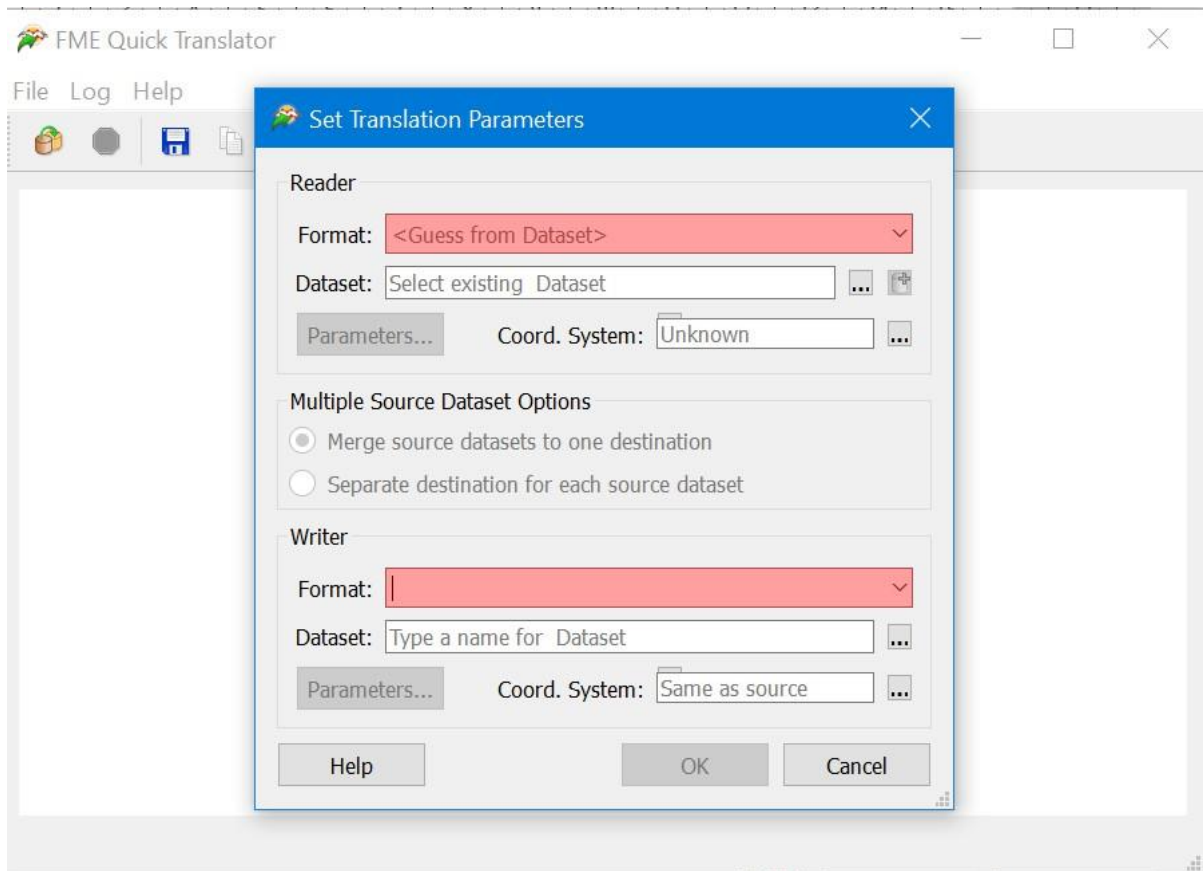 FME Quick Translator
File Log Help
Set Translation Parameters
Reader
Format: <Guess from Dataset>
Dataset: Select existing Dataset ...
Parameters... Coord. System: Unknown ...
Multiple Source Dataset Options
Merge source datasets to one destination
Separate destination for each source dataset
Writer
Format:
Dataset: Type a name for Dataset ...
Parameters... Coord. System: Same as source ...
Help OK Cancel